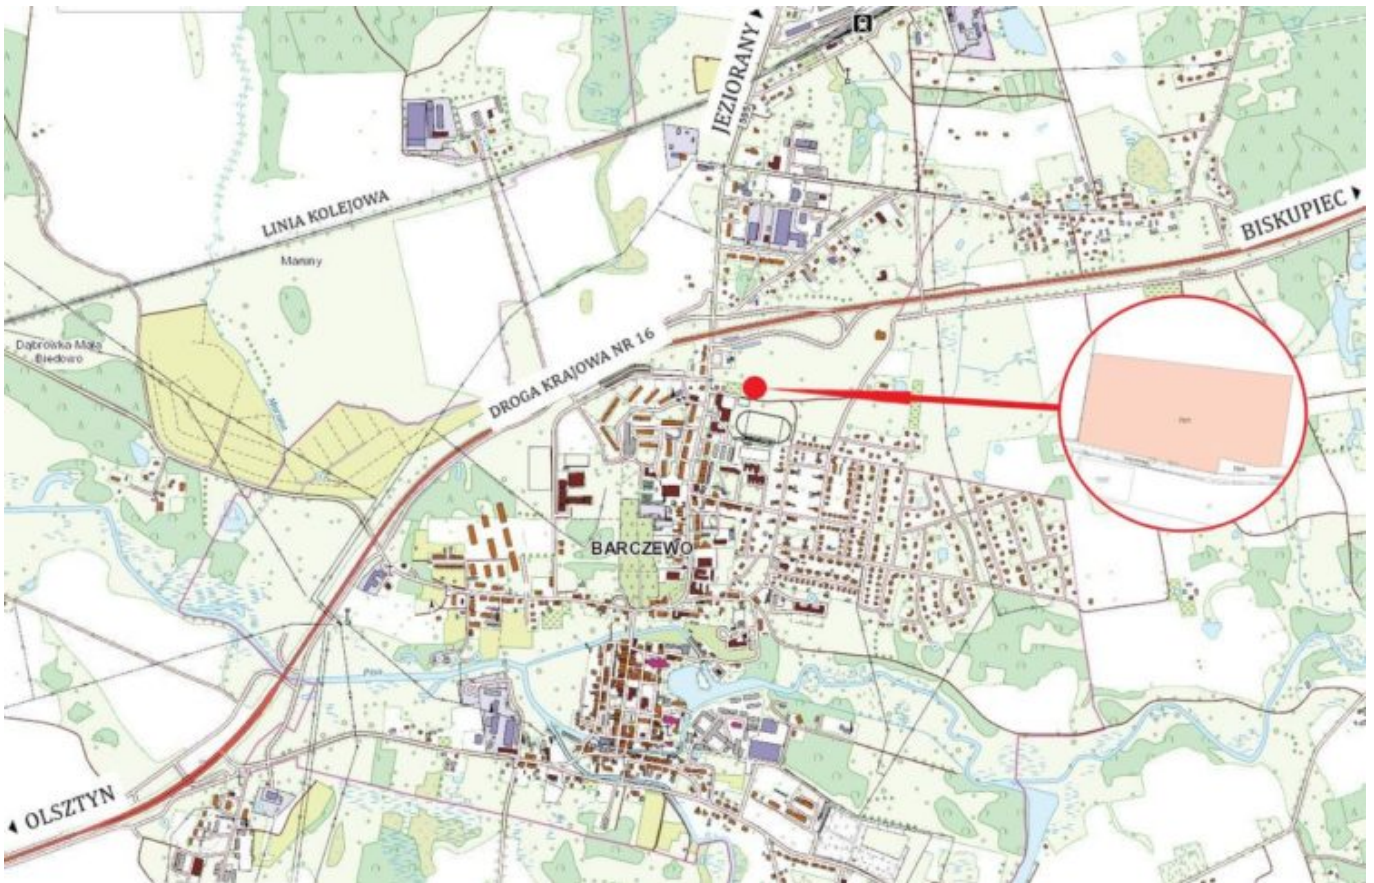 JEZIORANY
LINIA KOLEJOWA
BISKUPIEC
Maruny
Dąbrówka Mała
Biedowo
DROGA KRAJOWA NR 16
BARCZEWO
OLSZTYN